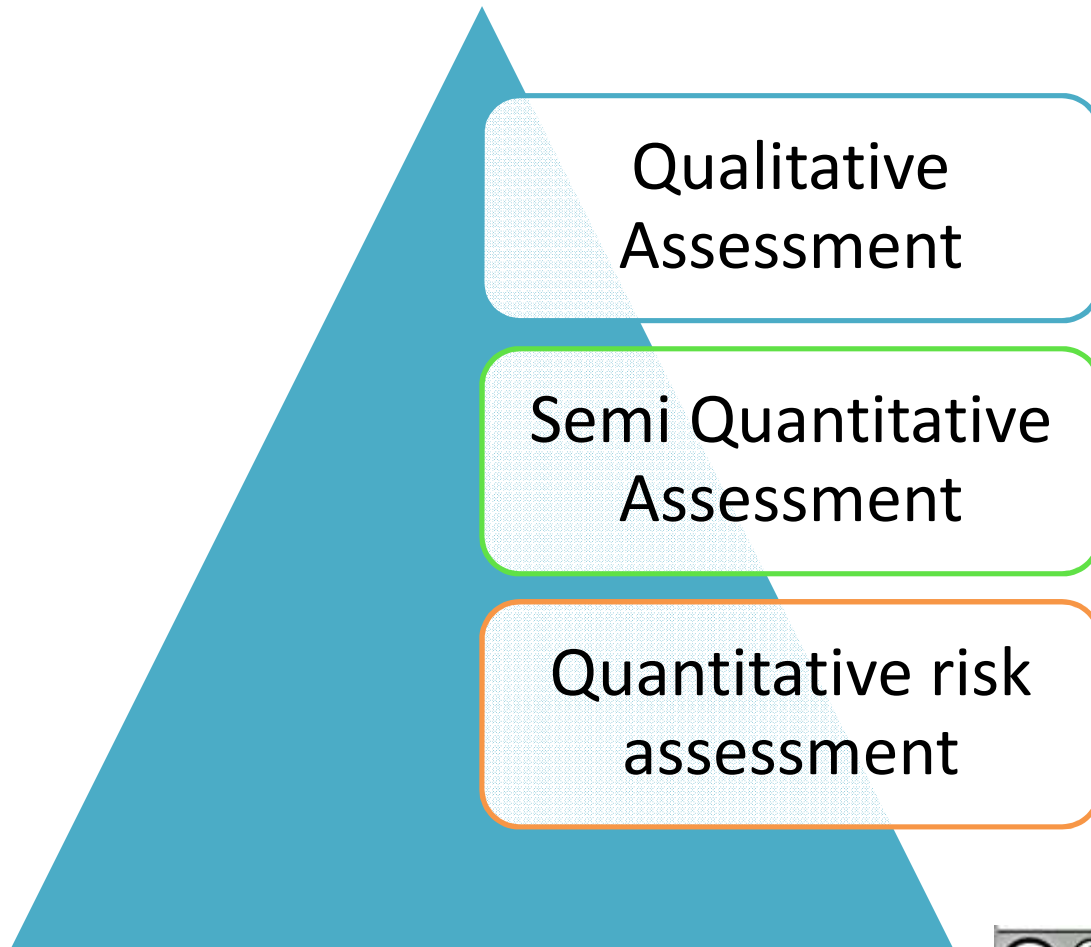 Qualitative
Assessment
Semi Quantitative
Assessment
Quantitative risk
assessment